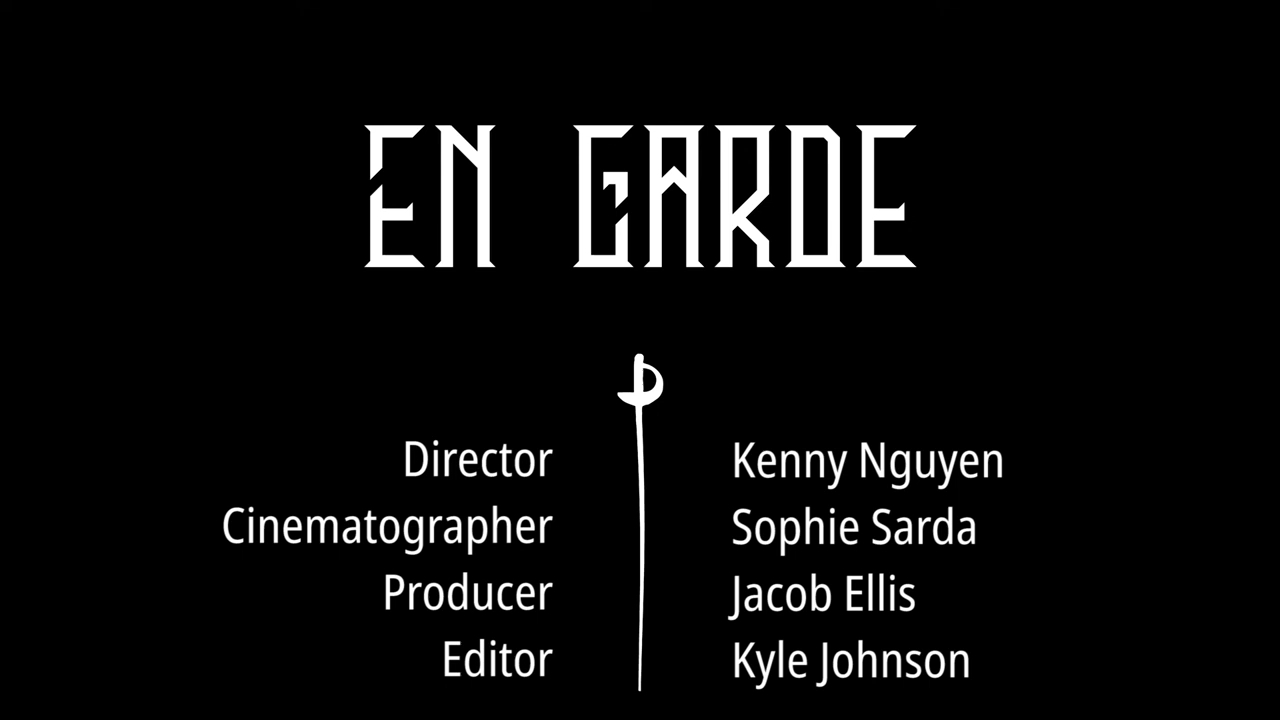 EN GARDE
Director Kenny Nguyen
Cinematographer Sophie Sarda
Producer Jacob Ellis
Editor Kyle Johnson